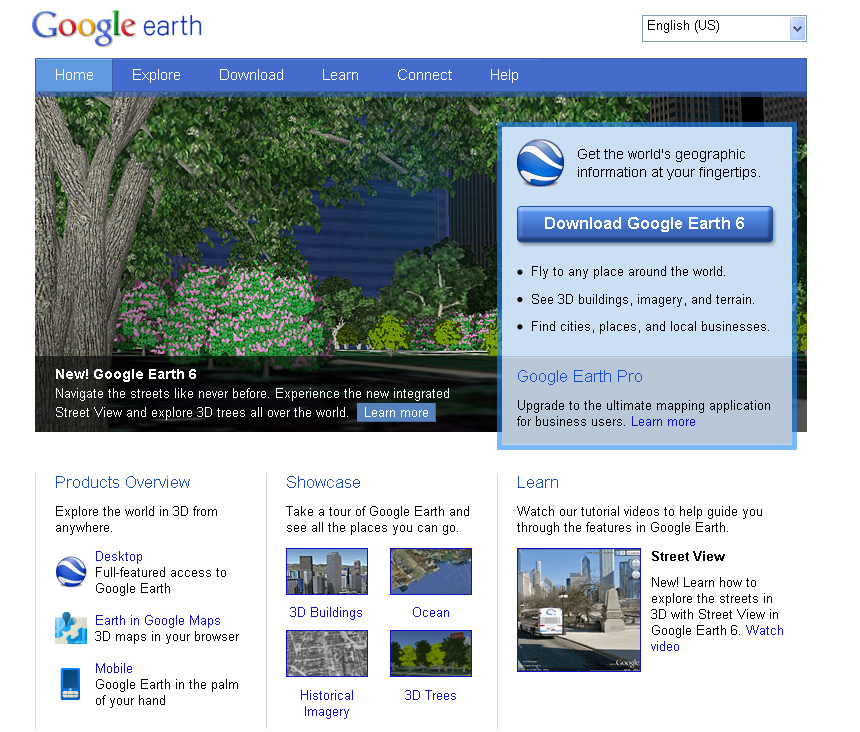 Google earth
English (US)
Home Explore Download Learn Connect Help
Get the world's geographic
information at your fingertips.
Download Google Earth 6
• Fly to any place around the world.
• See 3D buildings, imagery, and terrain.
• Find cities, places, and local businesses.
Google Earth Pro
Upgrade to the ultimate mapping application
for business users. Learn more
New! Google Earth 6
Navigate the streets like never before. Experience the new integrated
Street View and explore 3D trees all over the world. Learn more
Products Overview
Explore the world in 3D from
anywhere.
Desktop
Full-featured access to
Google Earth
Earth in Google Maps
3D maps in your browser
Mobile
Google Earth in the palm
of your hand
Showcase
Take a tour of Google Earth and
see all the places you can go.
3D Buildings
Ocean
Historical
Imagery
3D Trees
Learn
Watch our tutorial videos to help guide you
through the features in Google Earth.
Google
Street View
New! Learn how to
explore the streets in
3D with Street View in
Google Earth 6. Watch
video